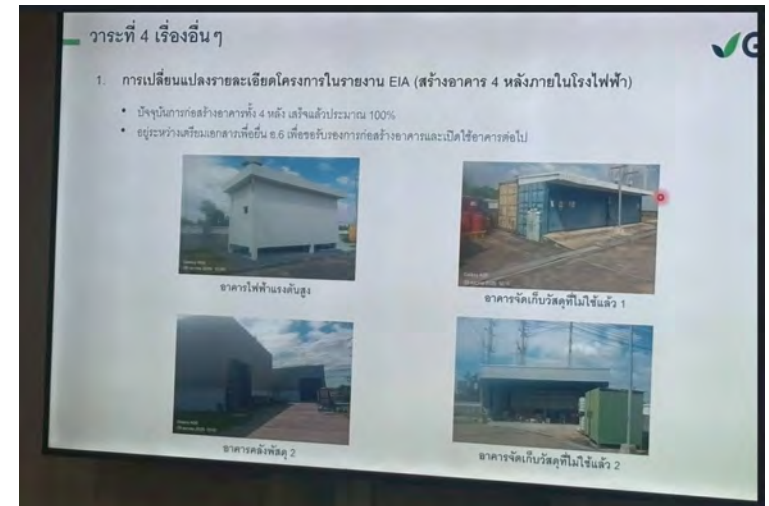 วาระที่ 4 เรื่องอื่น ๆ
G
1. การเปลี่ยนแปลงรายละเอียดโครงการในรายงาน EIA (สร้างอาคาร 4 หลังภายในโรงไฟฟ้า)
• ปัจจุบันการก่อสร้างอาคารทั้ง 4 หลัง เสร็จแล้วประมาณ 100%
• อยู่ระหว่างเตรียมเอกสารเพื่อยื่น อ.6 เพื่อขอรับรองการก่อสร้างอาคารและเปิดใช้อาคารต่อไป
อาคารไฟฟ้าแรงดันสูง
อาคารจัดเก็บวัสดุที่ไม่ใช้แล้ว 1
อาคารคลังพัสดุ 2
อาคารจัดเก็บวัสดุที่ไม่ใช้แล้ว 2